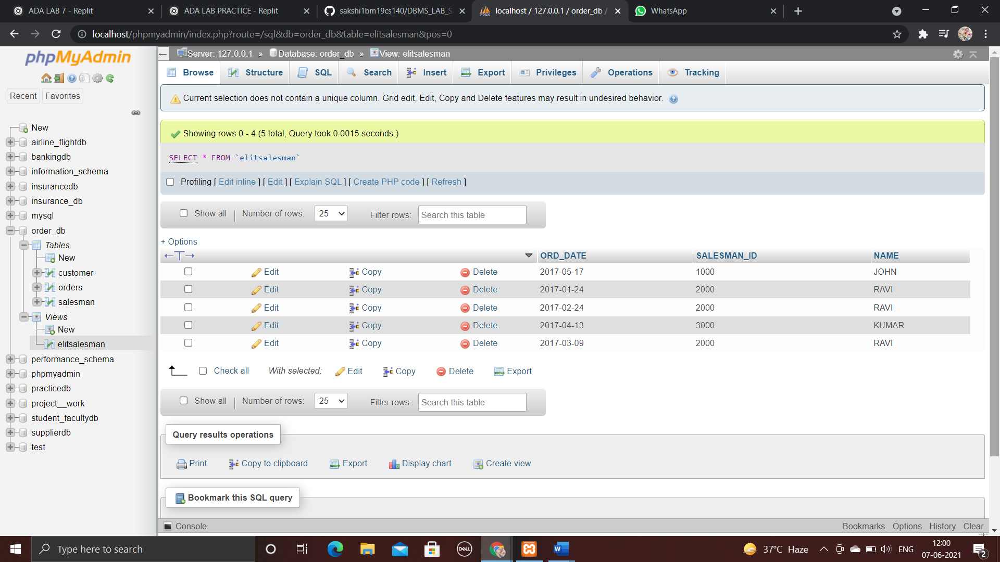 ADA LAB 7 - Replit
ADA LAB PRACTICE - Replit
sakshi1bm19cs140/DBMS_LAB_S
localhost / 127.0.0.1 / order_db /
WhatsApp
localhost/phpmyadmin/index.php?route=/sql&db=order_db&table=elitsalesman&pos=0
phpMyAdmin
Recent
Favorites
New
airline_flightdb
bankingdb
information_schema
insurancedb
insurance_db
mysql
order_db
Tables
New
customer
orders
salesman
Views
New
elitsalesman
performance_schema
phpmyadmin
practicedb
project__work
student_facultydb
supplierdb
test
Server: 127.0.0.1 » Database: order_db » View: elitsalesman
Browse Structure SQL Search Insert Export Privileges Operations Tracking
Current selection does not contain a unique column. Grid edit, Edit, Copy and Delete features may result in undesired behavior.
Showing rows 0 - 4 (5 total, Query took 0.0015 seconds.)
SELECT * FROM `elitsalesman`
Profiling [ Edit inline ] [ Edit ] [ Explain SQL ] [ Create PHP code ] [ Refresh ]
Show all | Number of rows: 25 Filter rows: Search this table
+ Options
←T→ ORD_DATE SALESMAN_ID NAME
Edit Copy Delete 2017-05-17 1000 JOHN
Edit Copy Delete 2017-01-24 2000 RAVI
Edit Copy Delete 2017-02-24 2000 RAVI
Edit Copy Delete 2017-04-13 3000 KUMAR
Edit Copy Delete 2017-03-09 2000 RAVI
Check all With selected: Edit Copy Delete Export
Show all | Number of rows: 25 Filter rows: Search this table
Query results operations
Print Copy to clipboard Export Display chart Create view
Bookmark this SQL query
Console
Bookmarks Options History Clear
Type here to search
DELL
37°C Haze
ENG
12:00
07-06-2021
2